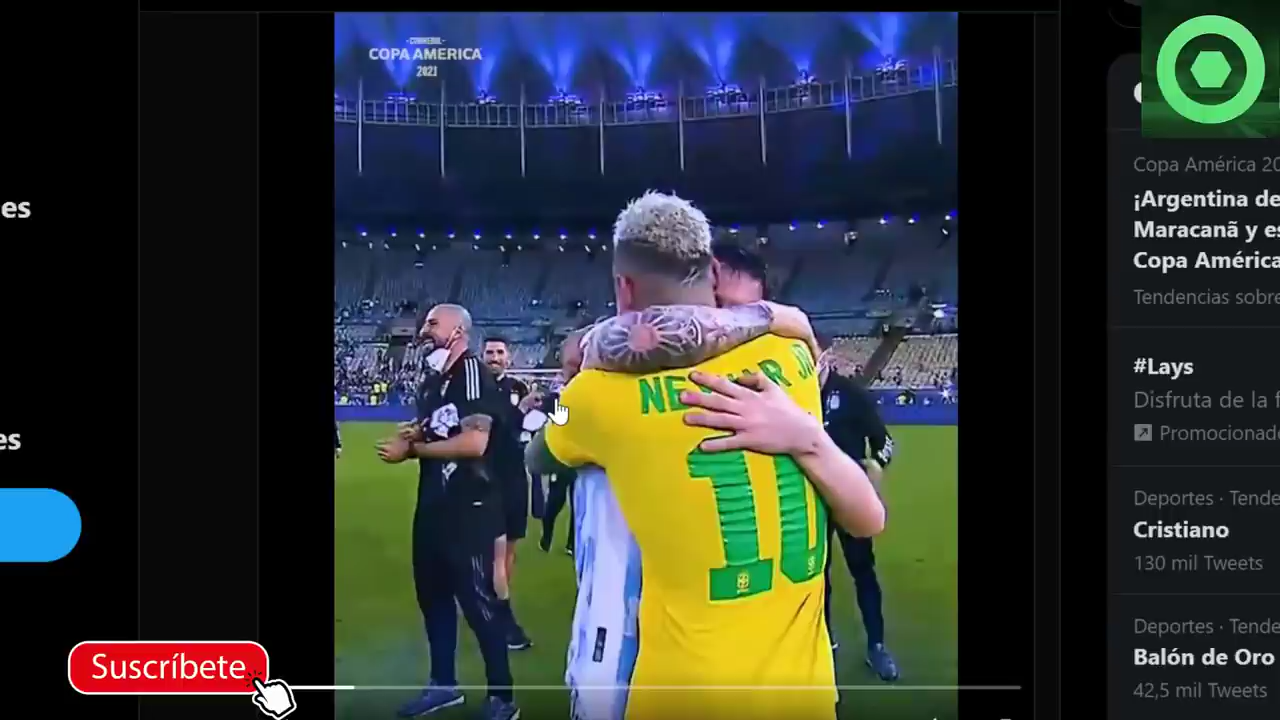 CONMEBOL
COPA AMERICA
2021
es
es
NEYMAR JR
10
Suscríbete
Copa América 20
¡Argentina de
Maracanã y es
Copa América
Tendencias sobre
#Lays
Disfruta de la f
Promocionado
Deportes · Tende
Cristiano
130 mil Tweets
Deportes · Tende
Balón de Oro
42,5 mil Tweets